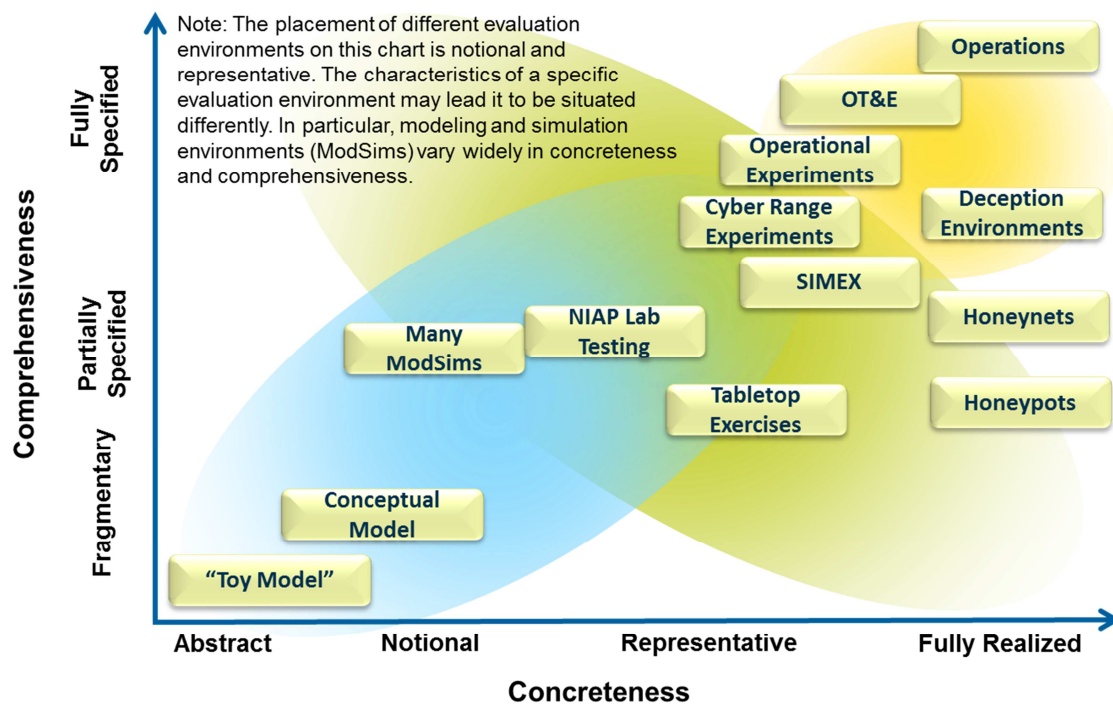 Note: The placement of different evaluation
environments on this chart is notional and
representative. The characteristics of a specific
evaluation environment may lead it to be situated
differently. In particular, modeling and simulation
environments (ModSims) vary widely in concreteness
and comprehensiveness.
Operations
OT&E
Operational
Experiments
Cyber Range
Experiments
Deception
Environments
SIMEX
Honeynets
NIAP Lab
Testing
Many
ModSims
Tabletop
Exercises
Honeypots
Conceptual
Model
“Toy Model”
Comprehensiveness
Fully
Specified
Partially
Specified
Fragmentary
Abstract
Notional
Representative
Fully Realized
Concreteness